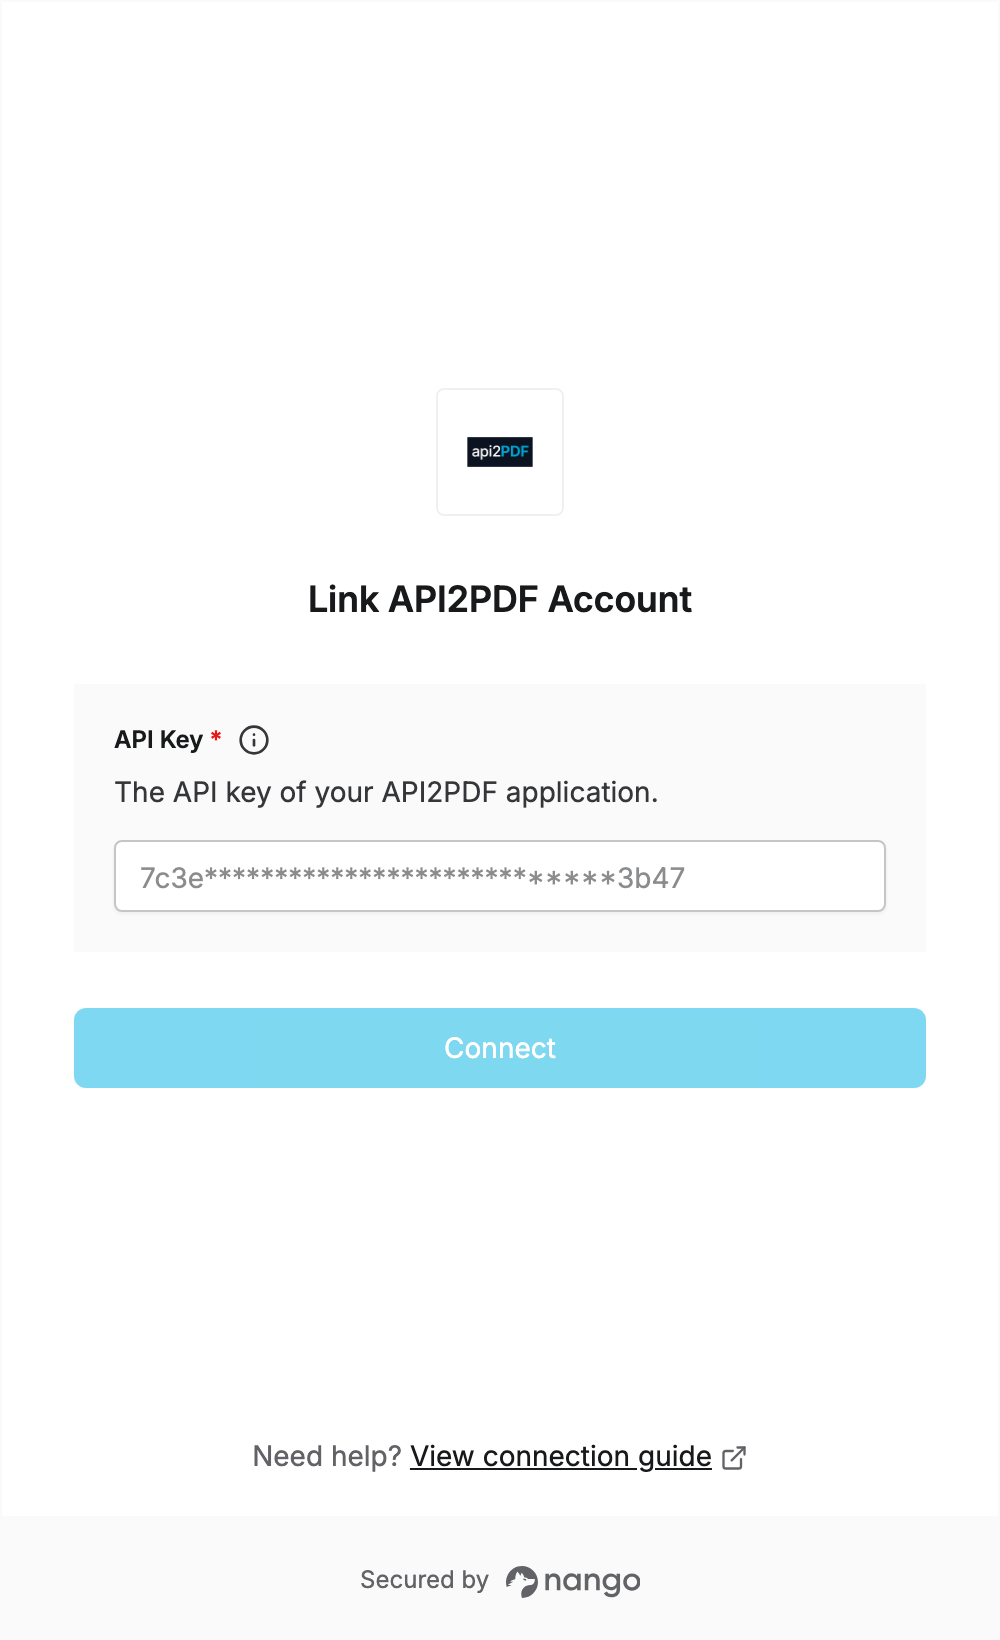 api2PDF
Link API2PDF Account
API Key *
The API key of your API2PDF application.
7c3e*****************************3b47
Connect
Need help? View connection guide
Secured by nango